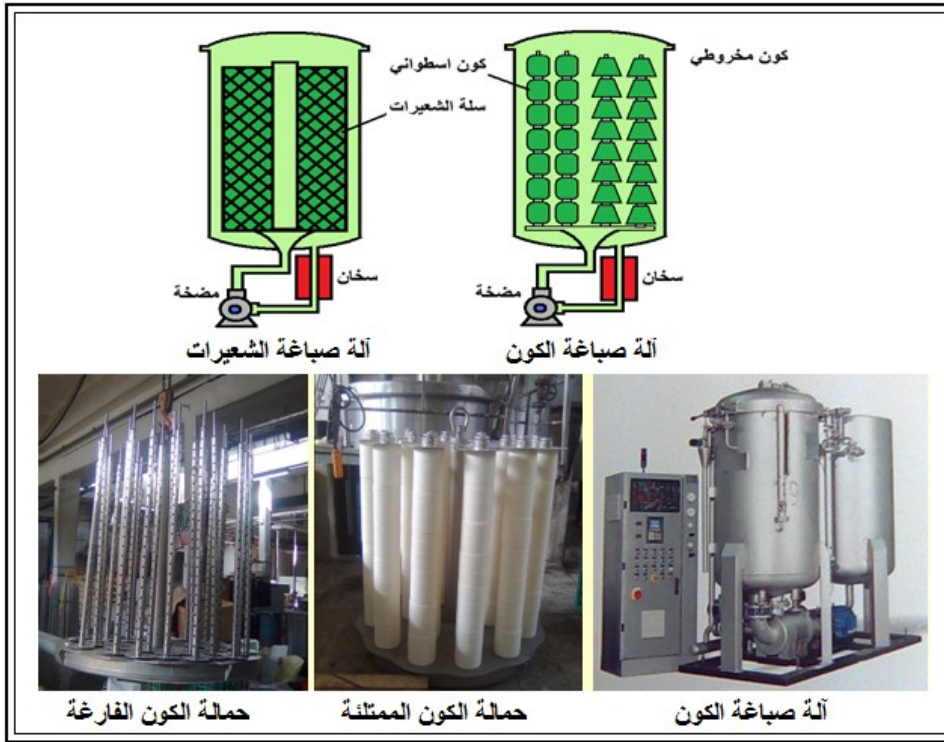 كون مخروطي
كون اسطواني
سلة الشعيرات
سخان
مضخة
سخان
مضخة
آلة صباغة الكون
آلة صباغة الشعيرات
آلة صباغة الكون
حمالة الكون الممتلئة
حمالة الكون الفارغة